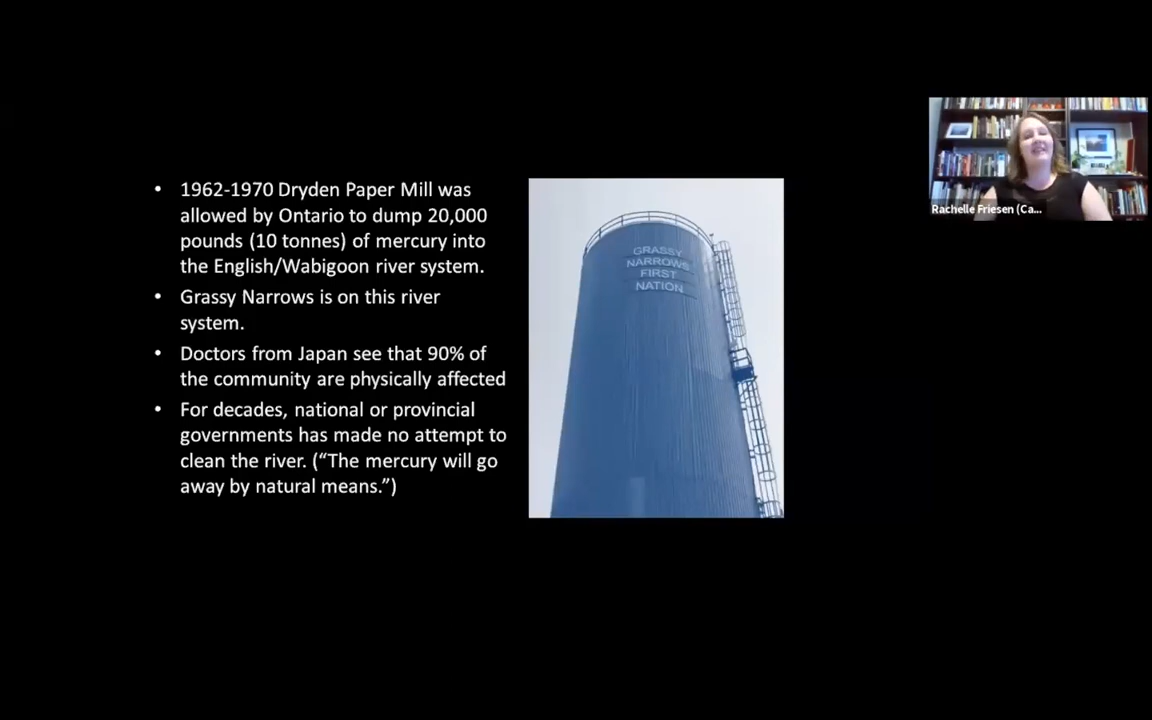 • 1962-1970 Dryden Paper Mill was
allowed by Ontario to dump 20,000
pounds (10 tonnes) of mercury into
the English/Wabigoon river system.
• Grassy Narrows is on this river
system.
• Doctors from Japan see that 90% of
the community are physically affected
• For decades, national or provincial
governments has made no attempt to
clean the river. (“The mercury will go
away by natural means.”)
GRASSY
NARROWS
FIRST
NATION
Rachelle Friesen (Ca...